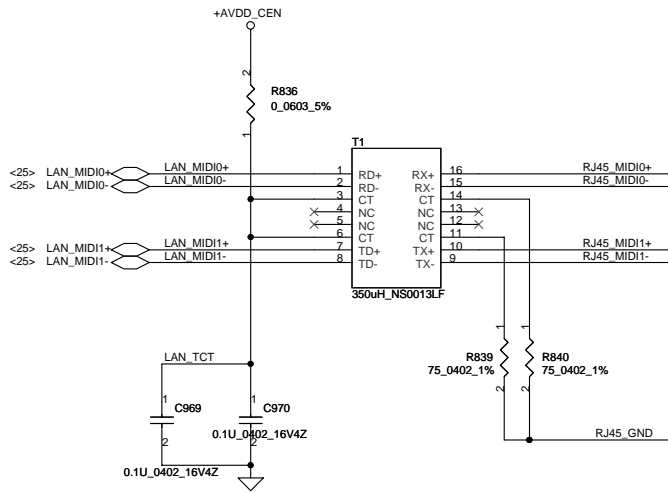 +AVDD_CEN
2
R836
0_0603_5%
1
T1
<25> LAN_MIDI0+ LAN_MIDI0+ 1 RD+ RX+ 16 RJ45_MIDI0+
<25> LAN_MIDI0- LAN_MIDI0- 2 RD- RX- 15 RJ45_MIDI0-
3 CT CT 14
4 NC NC 13
5 NC NC 12
6 CT CT 11
<25> LAN_MIDI1+ LAN_MIDI1+ 7 TD+ TX+ 10 RJ45_MIDI1+
<25> LAN_MIDI1- LAN_MIDI1- 8 TD- TX- 9 RJ45_MIDI1-
350uH_NS0013LF
1 1
R839 R840
75_0402_1% 75_0402_1%
2 2
LAN_TCT
1 C969 1 C970
2 0.1U_0402_16V4Z 2
0.1U_0402_16V4Z
RJ45_GND